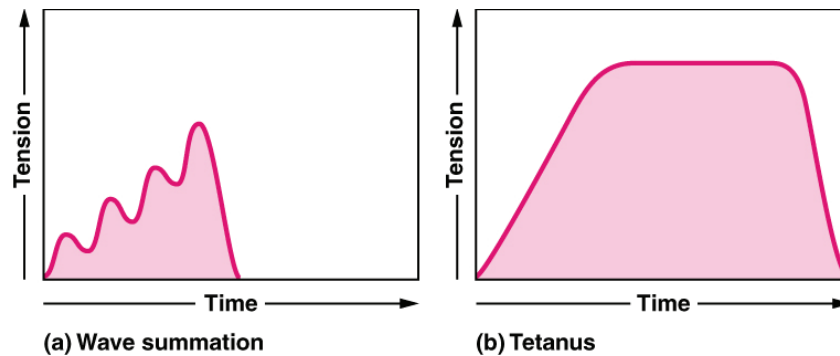 Tension
Time
(a) Wave summation
Tension
Time
(b) Tetanus